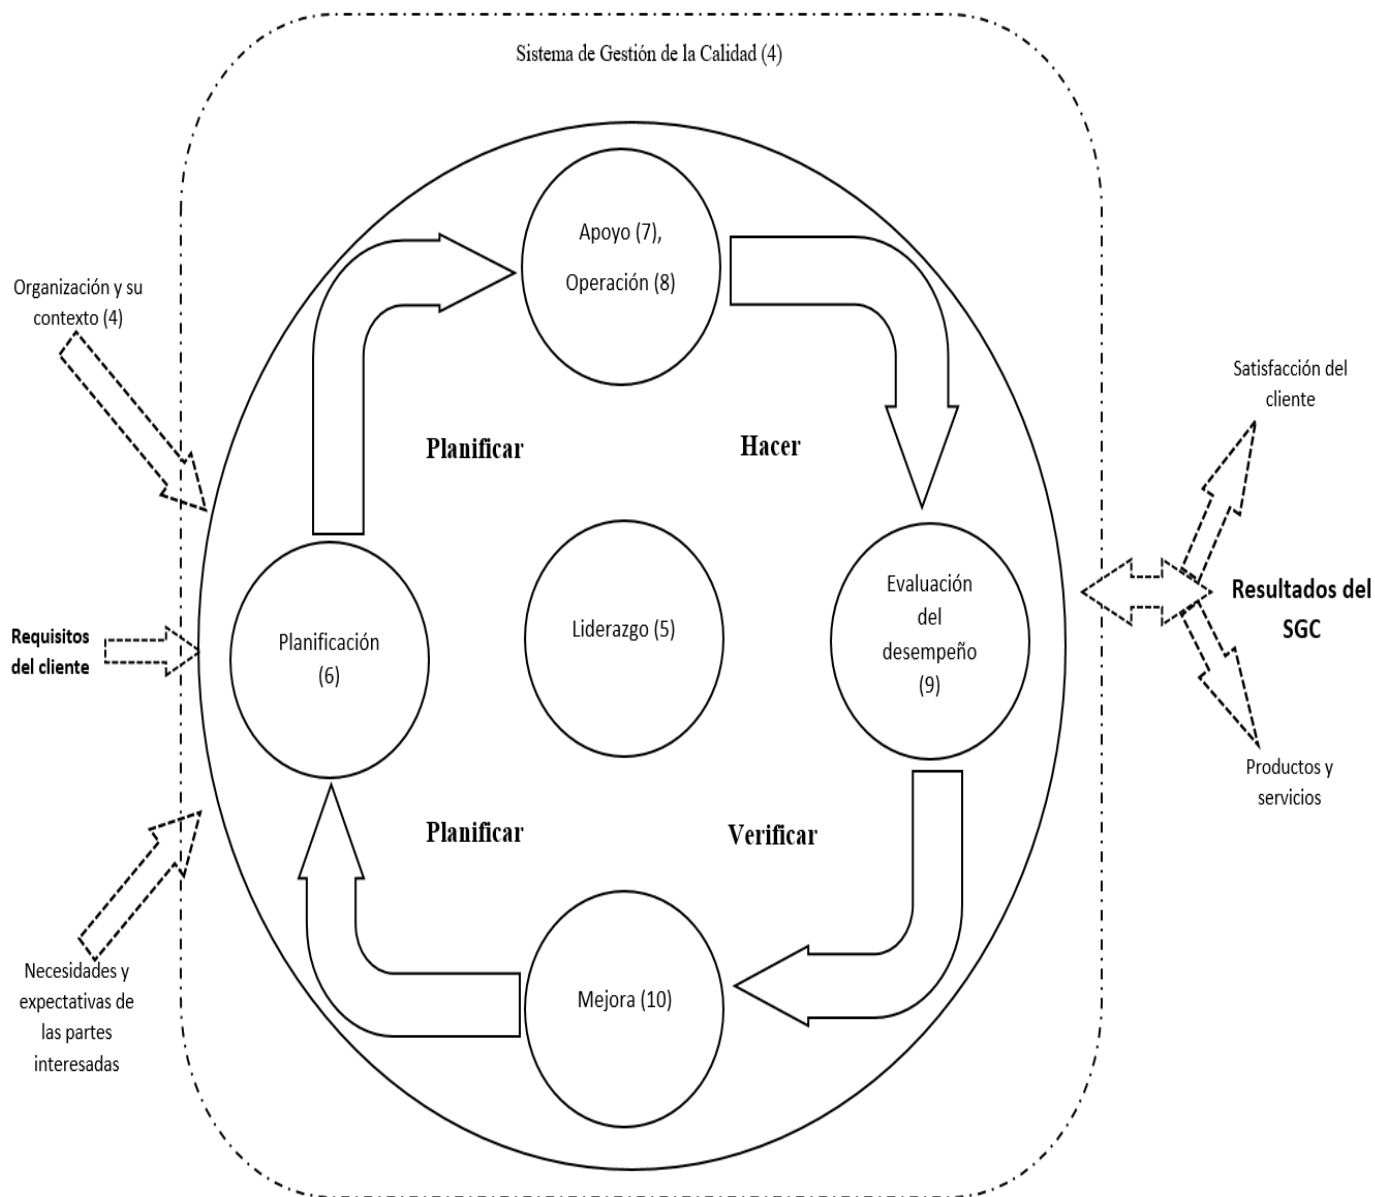 Sistema de Gestión de la Calidad (4)
Apoyo (7),
Operación (8)
Organización y su
contexto (4)
Satisfacción del
cliente
Planificar
Hacer
Requisitos
del cliente
Planificación
(6)
Liderazgo (5)
Evaluación
del
desempeño
(9)
Resultados del
SGC
Productos y
servicios
Planificar
Verificar
Necesidades y
expectativas de
las partes
interesadas
Mejora (10)